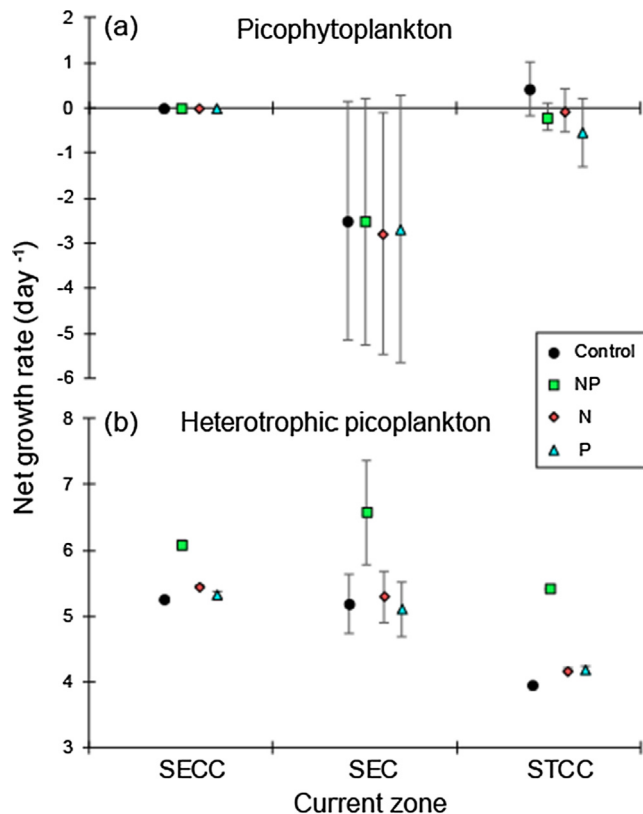 (a) Picophytoplankton
2
1
0
-1
-2
-3
-4
-5
-6
Net growth rate (day -1)
Control
NP
N
P
(b) Heterotrophic picoplankton
8
7
6
5
4
3
SECC SEC STCC
Current zone